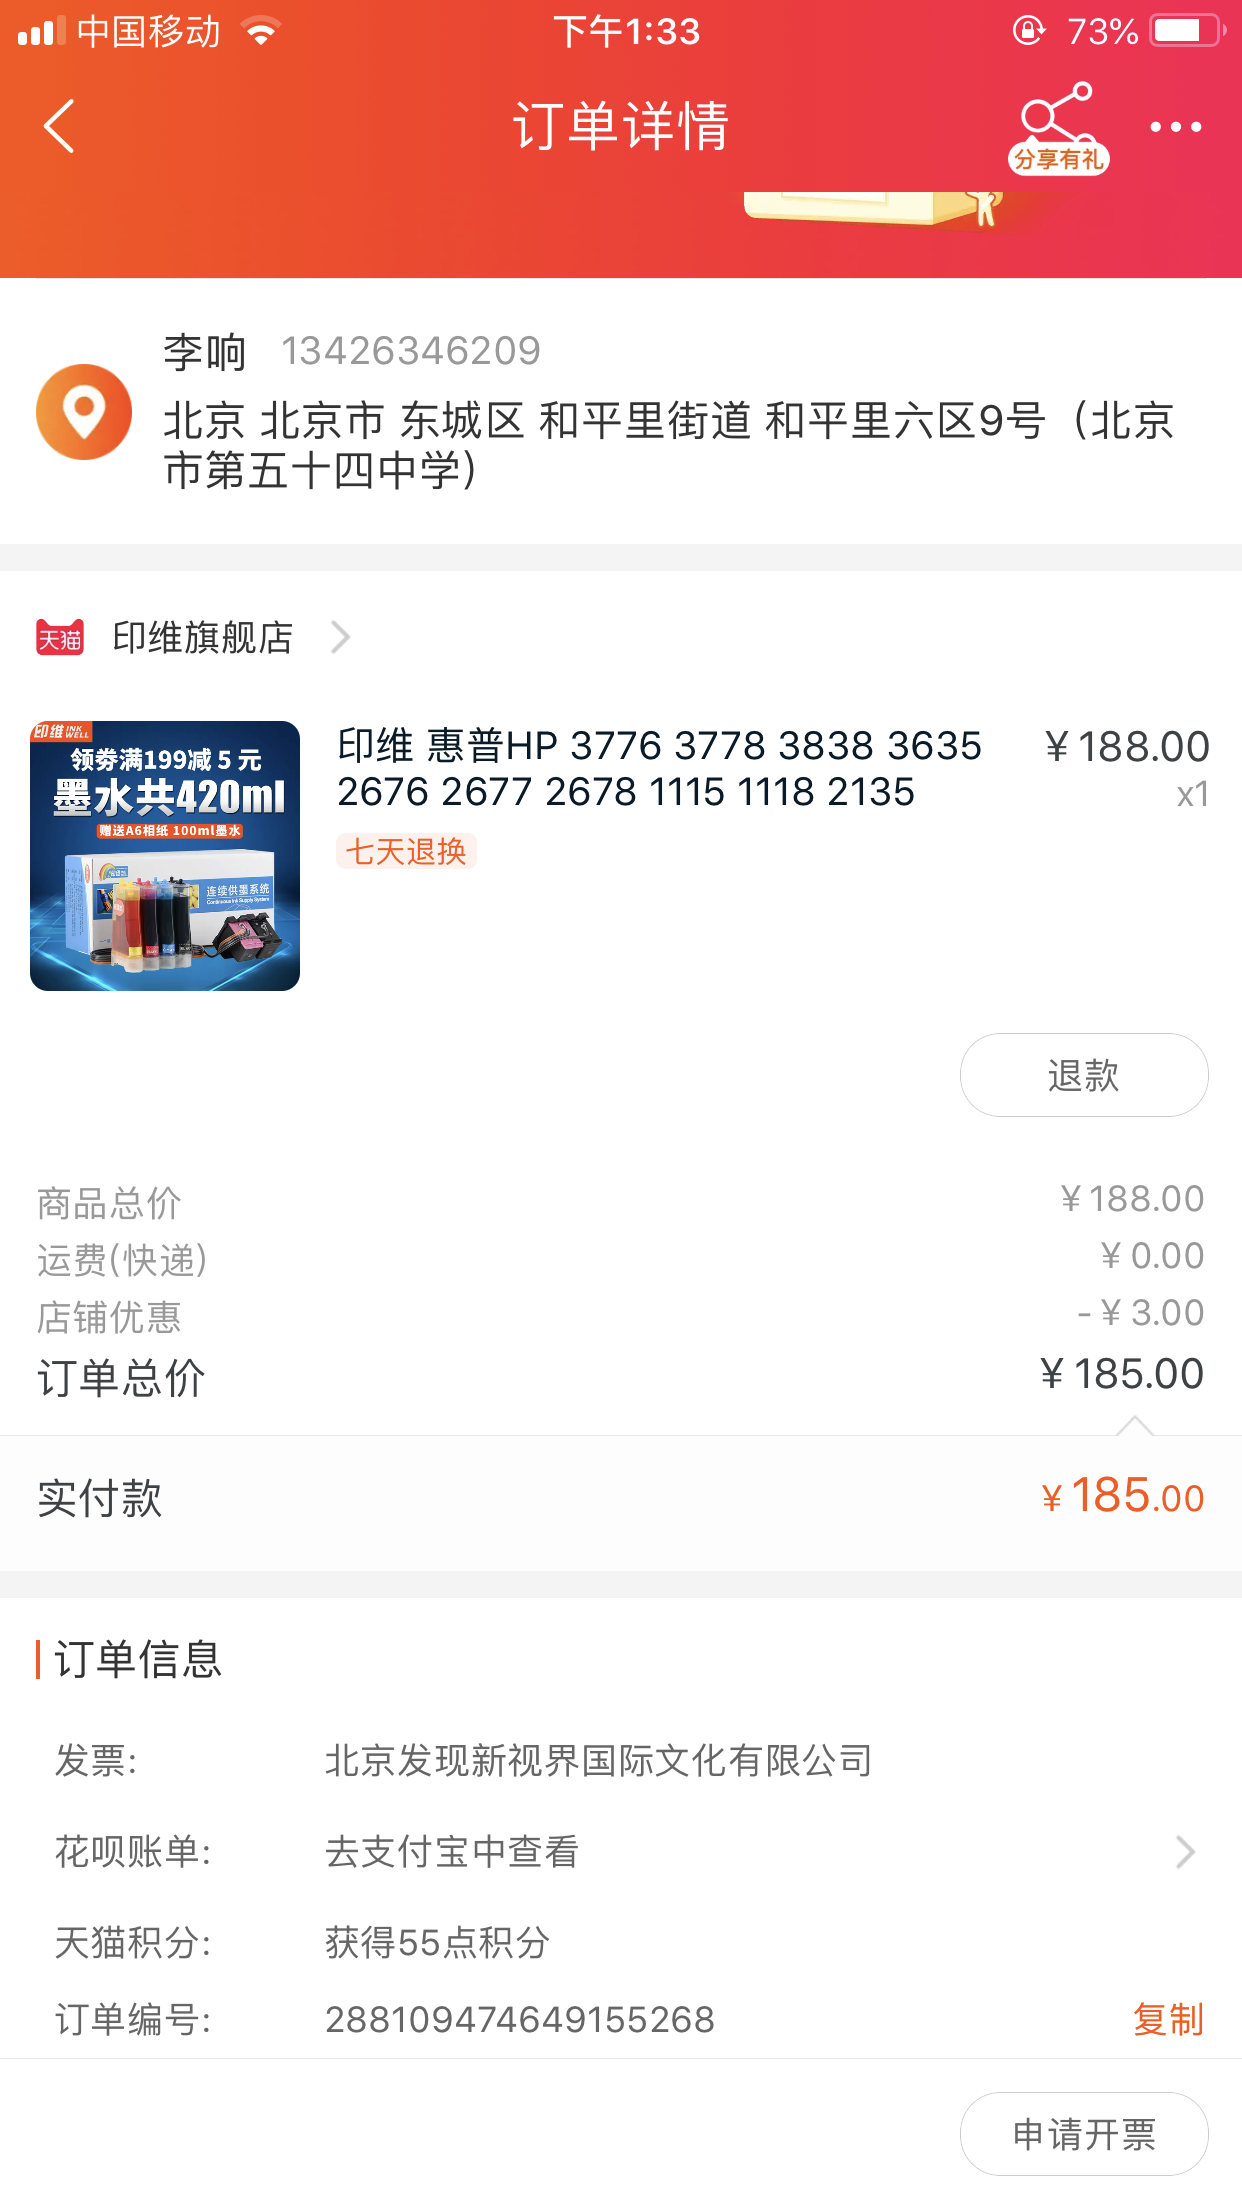 中国移动
下午1:33
73%
订单详情
分享有礼
李响 13426346209
北京 北京市 东城区 和平里街道 和平里六区9号（北京
市第五十四中学）
天猫 印维旗舰店
印维 INK WELL
领券满199减5元
墨水共420ml
赠送A6相纸 100ml墨水
连续供墨系统
Continuous Ink Supply System
印维 惠普HP 3776 3778 3838 3635
2676 2677 2678 1115 1118 2135
¥188.00
x1
七天退换
退款
商品总价 ¥188.00
运费(快递) ¥0.00
店铺优惠 -¥3.00
订单总价 ¥185.00
实付款 ¥185.00
订单信息
发票: 北京发现新视界国际文化有限公司
花呗账单: 去支付宝中查看
天猫积分: 获得55点积分
订单编号: 288109474649155268 复制
申请开票